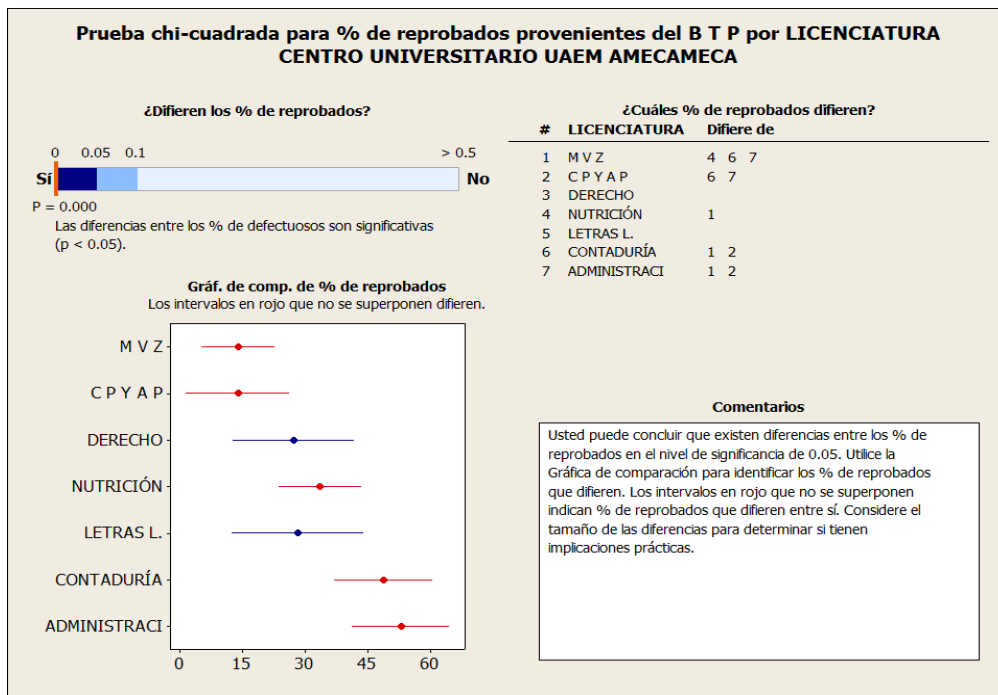 Prueba chi-cuadrada para % de reprobados provenientes del B T P por LICENCIATURA
CENTRO UNIVERSITARIO UAEM AMECAMECA
¿Difieren los % de reprobados?
0 0.05 0.1 > 0.5
Sí No
P = 0.000
Las diferencias entre los % de defectuosos son significativas
(p < 0.05).
¿Cuáles % de reprobados difieren?
# LICENCIATURA Difiere de
1 M V Z 4 6 7
2 C P Y A P 6 7
3 DERECHO
4 NUTRICIÓN 1
5 LETRAS L.
6 CONTADURÍA 1 2
7 ADMINISTRACI 1 2
Gráf. de comp. de % de reprobados
Los intervalos en rojo que no se superponen difieren.
M V Z
C P Y A P
DERECHO
NUTRICIÓN
LETRAS L.
CONTADURÍA
ADMINISTRACI
0 15 30 45 60
Comentarios
Usted puede concluir que existen diferencias entre los % de
reprobados en el nivel de significancia de 0.05. Utilice la
Gráfica de comparación para identificar los % de reprobados
que difieren. Los intervalos en rojo que no se superponen
indican % de reprobados que difieren entre sí. Considere el
tamaño de las diferencias para determinar si tienen
implicaciones prácticas.